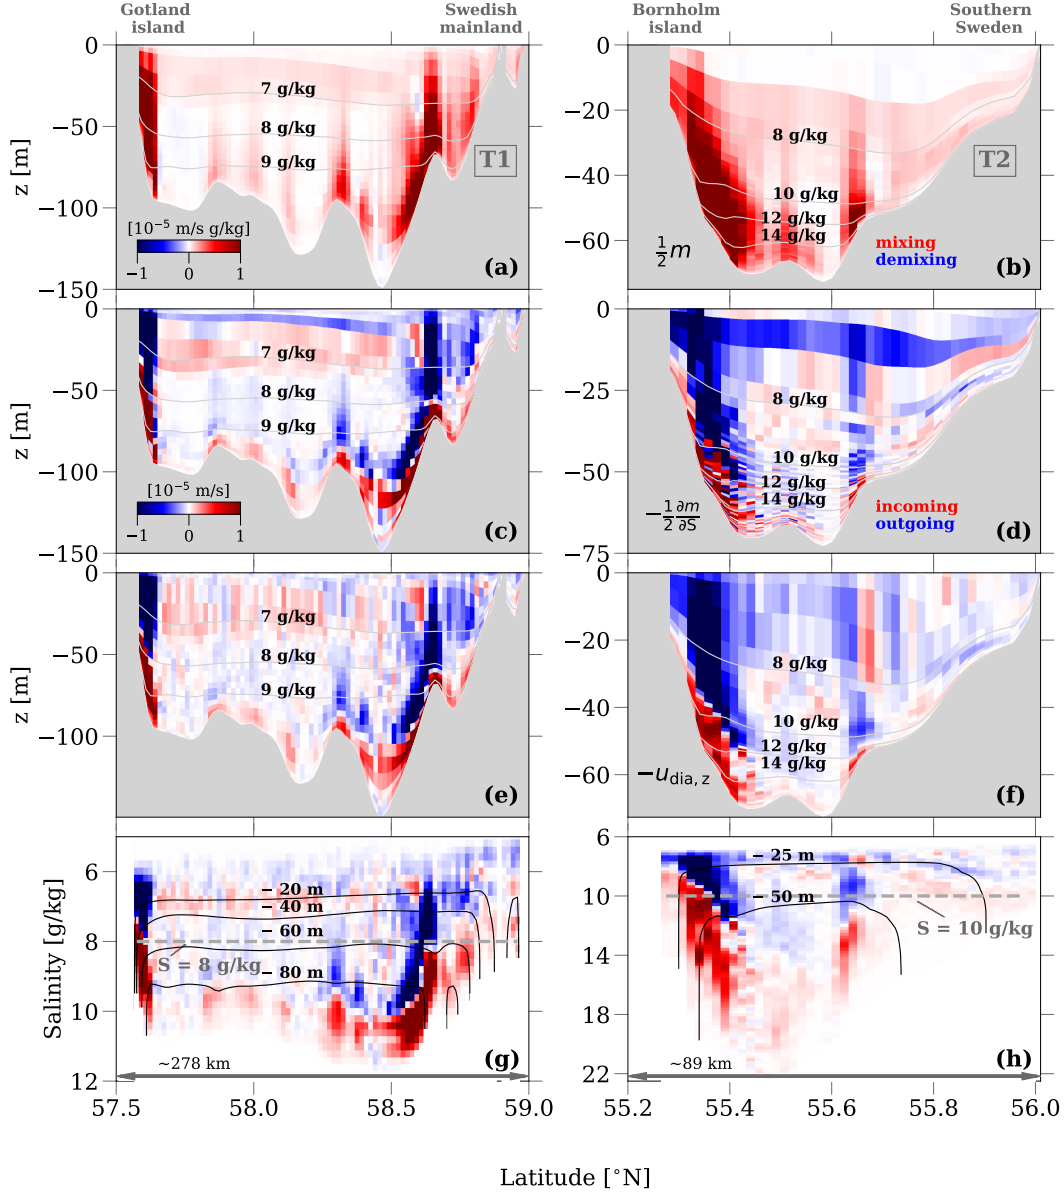 Gotland
island
Swedish
mainland
Bornholm
island
Southern
Sweden
0
−50
−100
−150
z [m]
7 g/kg
8 g/kg
9 g/kg
T1
[10⁻⁵ m/s g/kg]
−1 0 1
(a)
0
−20
−40
−60
8 g/kg
T2
10 g/kg
12 g/kg
14 g/kg
½m
mixing
demixing
(b)
0
−50
−100
−150
z [m]
7 g/kg
8 g/kg
9 g/kg
[10⁻⁵ m/s]
−1 0 1
(c)
0
−25
−50
−75
8 g/kg
10 g/kg
12 g/kg
14 g/kg
−½ ∂m/∂S
incoming
outgoing
(d)
0
−50
−100
z [m]
7 g/kg
8 g/kg
9 g/kg
(e)
0
−20
−40
−60
8 g/kg
10 g/kg
12 g/kg
14 g/kg
−u_dia,z
(f)
6
8
10
12
Salinity [g/kg]
− 20 m
− 40 m
− 60 m
S = 8 g/kg
− 80 m
(g)
~278 km
57.5 58.0 58.5 59.0
6
10
14
18
22
− 25 m
− 50 m
S = 10 g/kg
(h)
~89 km
55.2 55.4 55.6 55.8 56.0
Latitude [°N]